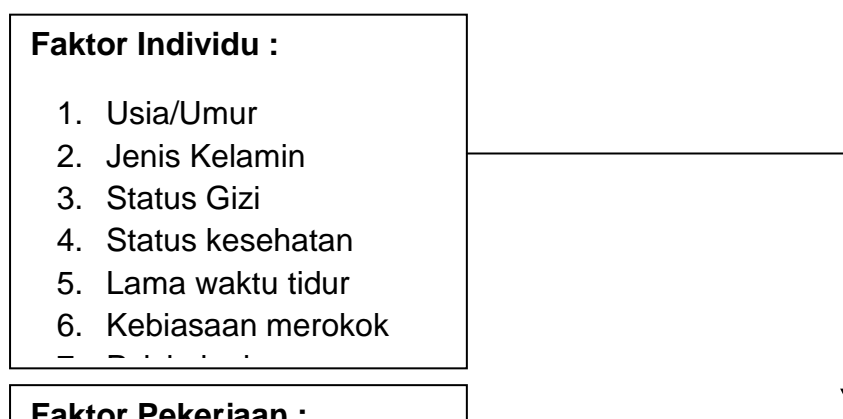 Faktor Individu :
1. Usia/Umur
2. Jenis Kelamin
3. Status Gizi
4. Status kesehatan
5. Lama waktu tidur
6. Kebiasaan merokok
Faktor Pekerjaan :